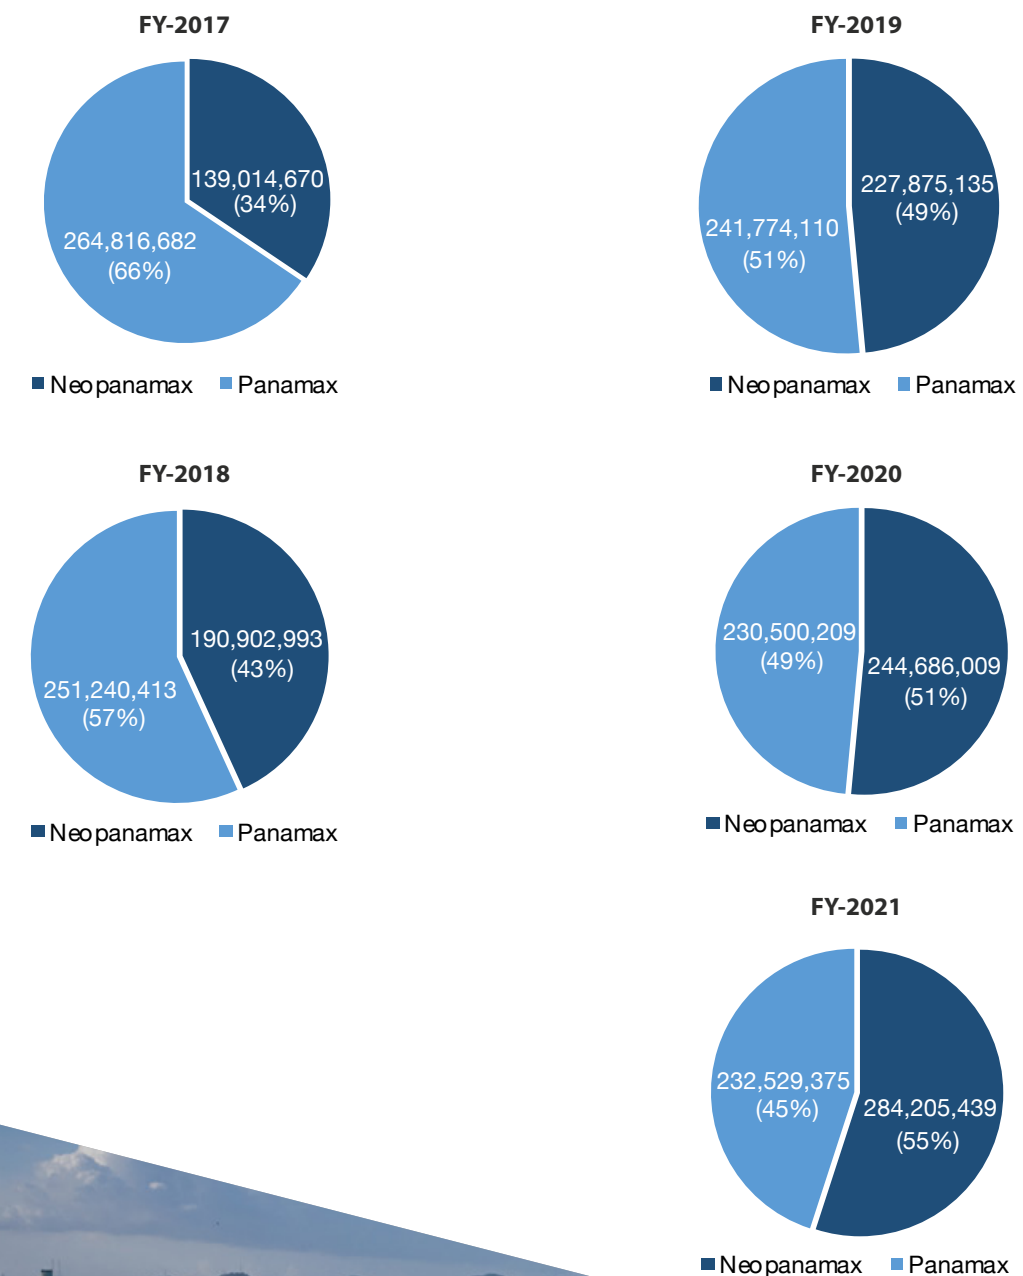 FY-2017
139,014,670
(34%)
264,816,682
(66%)
Neopanamax Panamax
FY-2018
190,902,993
(43%)
251,240,413
(57%)
Neopanamax Panamax
FY-2019
227,875,135
(49%)
241,774,110
(51%)
Neopanamax Panamax
FY-2020
230,500,209
(49%)
244,686,009
(51%)
Neopanamax Panamax
FY-2021
232,529,375
(45%)
284,205,439
(55%)
Neopanamax Panamax